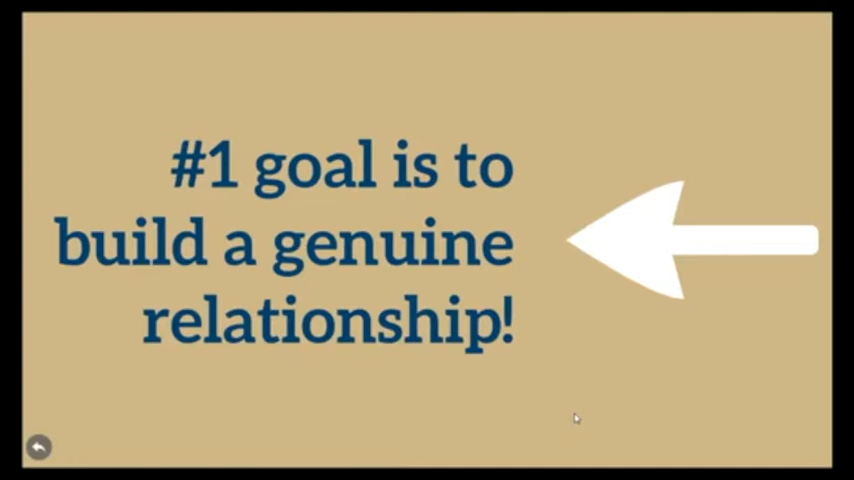 #1 goal is to
build a genuine
relationship!